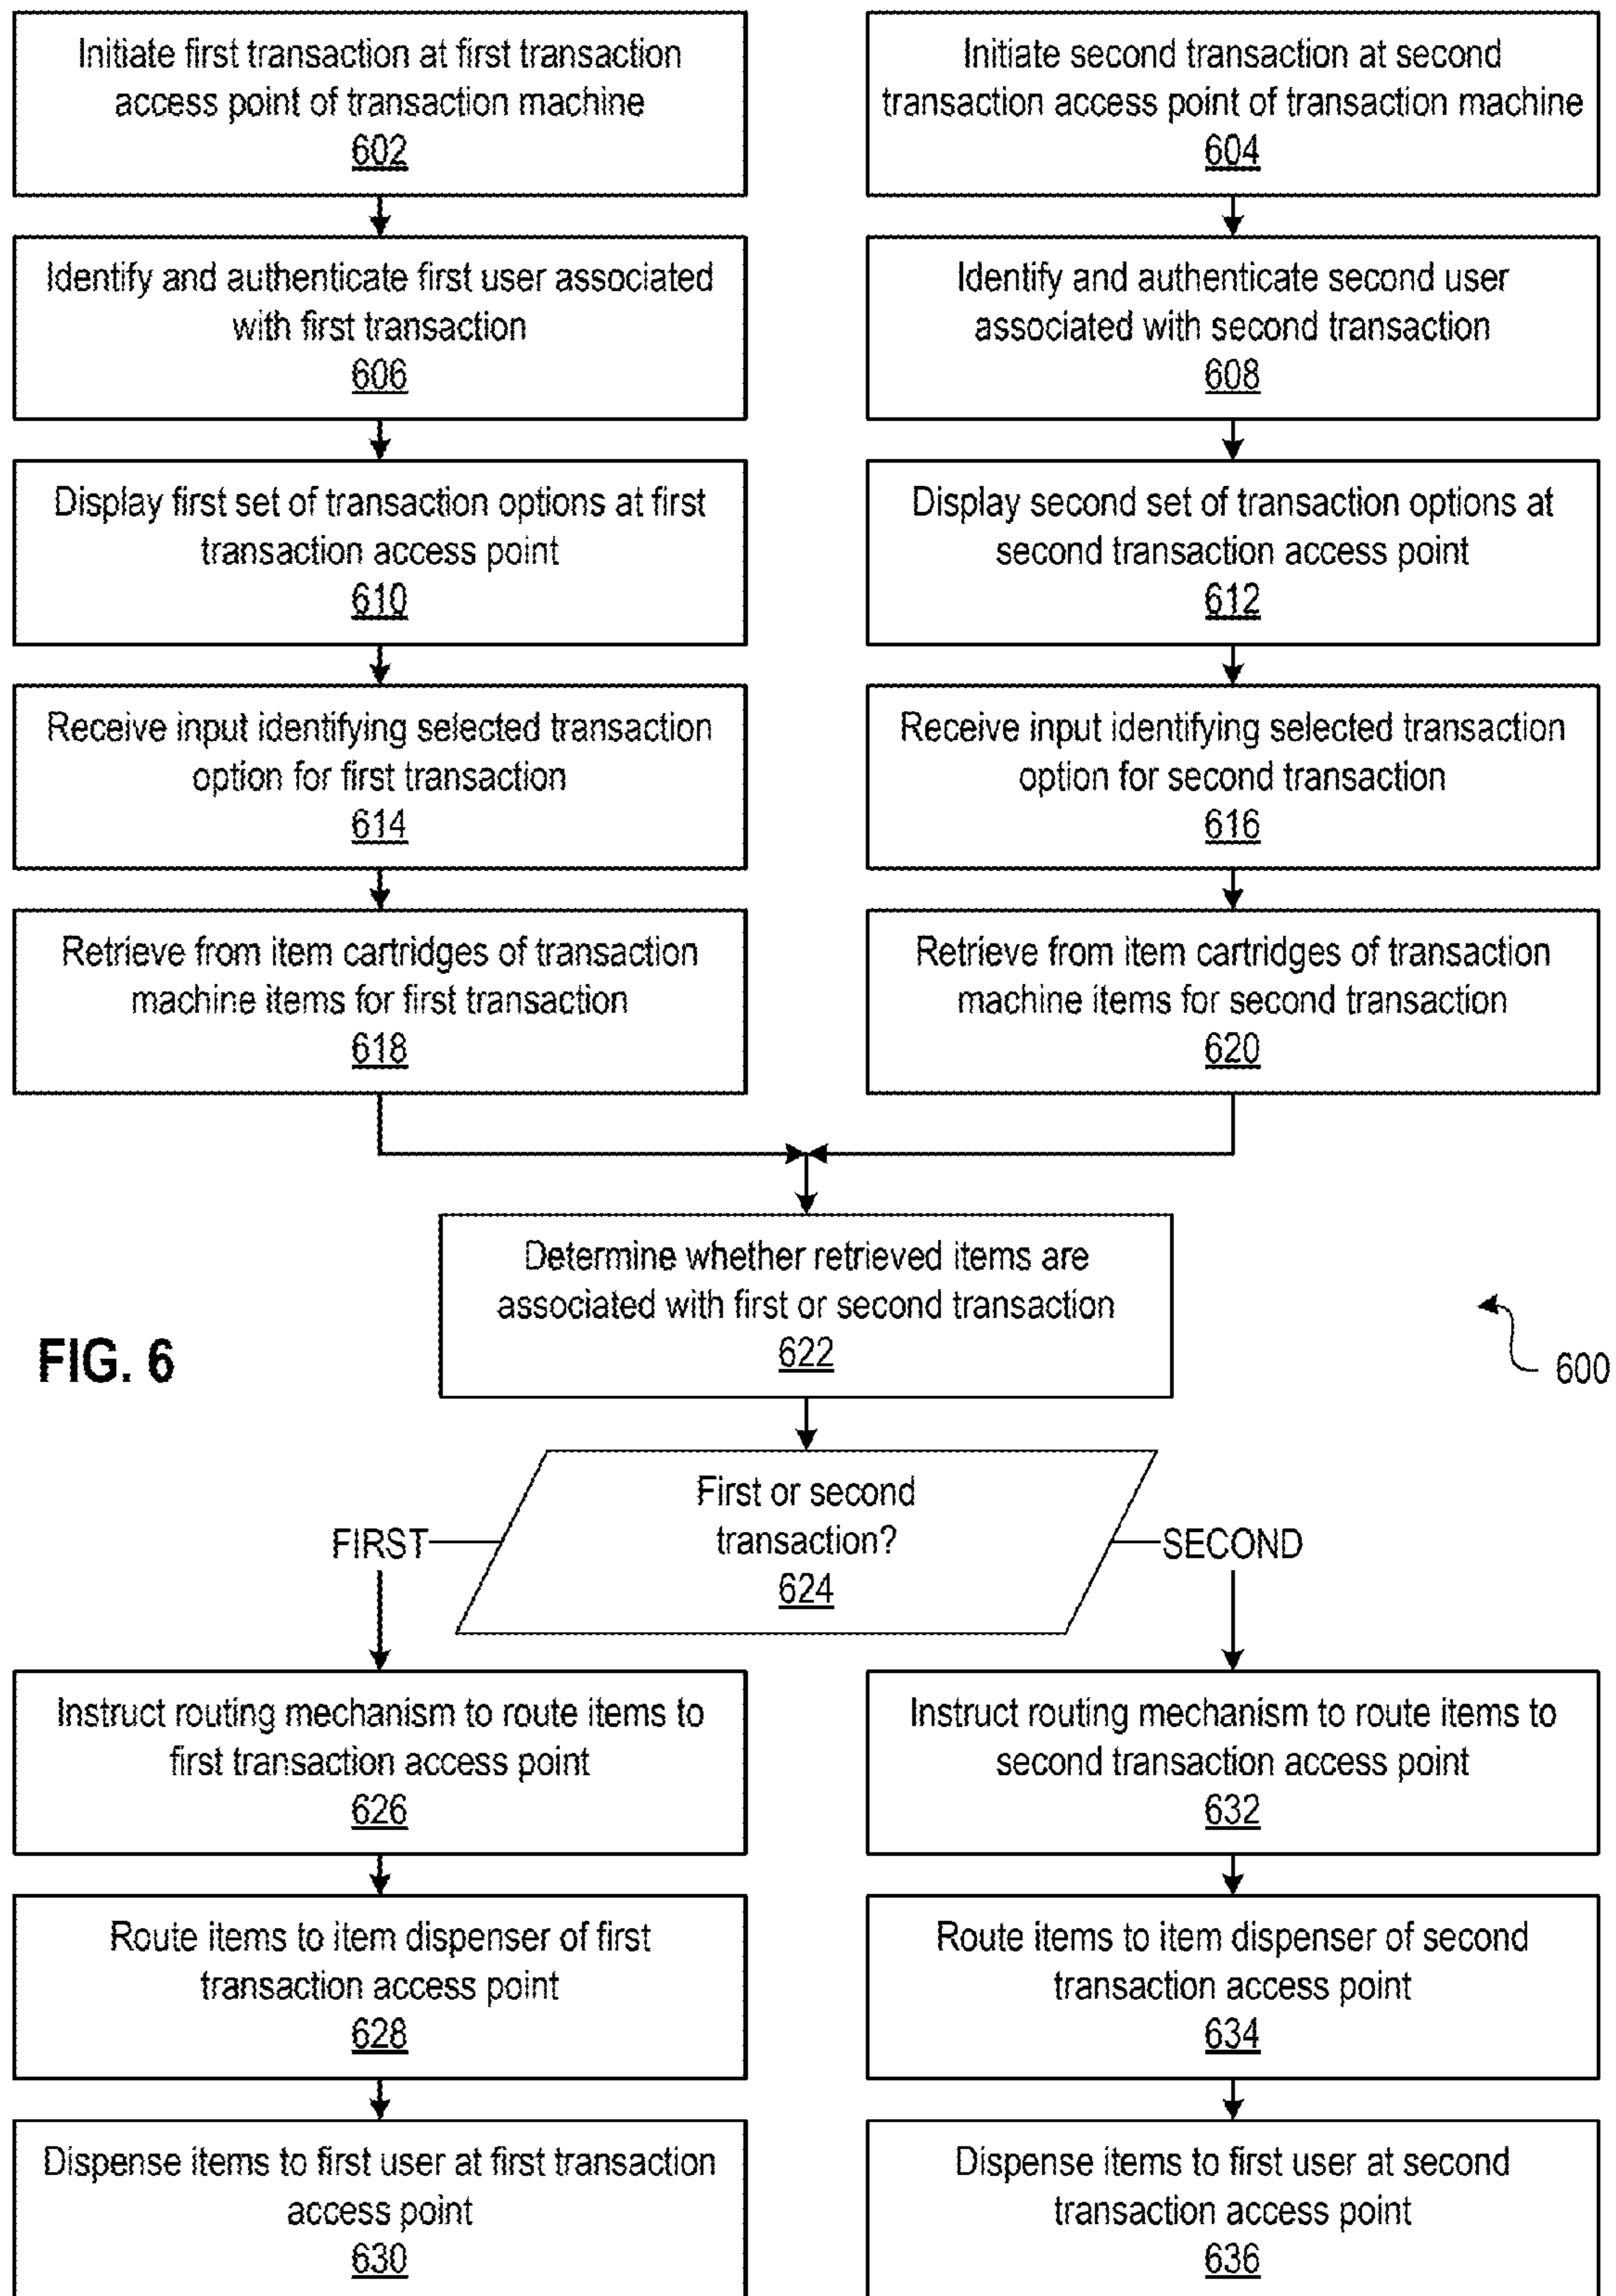 Initiate first transaction at first transaction
access point of transaction machine
602
Initiate second transaction at second
transaction access point of transaction machine
604
Identify and authenticate first user associated
with first transaction
606
Identify and authenticate second user
associated with second transaction
608
Display first set of transaction options at first
transaction access point
610
Display second set of transaction options at
second transaction access point
612
Receive input identifying selected transaction
option for first transaction
614
Receive input identifying selected transaction
option for second transaction
616
Retrieve from item cartridges of transaction
machine items for first transaction
618
Retrieve from item cartridges of transaction
machine items for second transaction
620
Determine whether retrieved items are
associated with first or second transaction
622
FIG. 6
600
First or second
transaction?
624
FIRST
SECOND
Instruct routing mechanism to route items to
first transaction access point
626
Instruct routing mechanism to route items to
second transaction access point
632
Route items to item dispenser of first
transaction access point
628
Route items to item dispenser of second
transaction access point
634
Dispense items to first user at first transaction
access point
630
Dispense items to first user at second
transaction access point
636